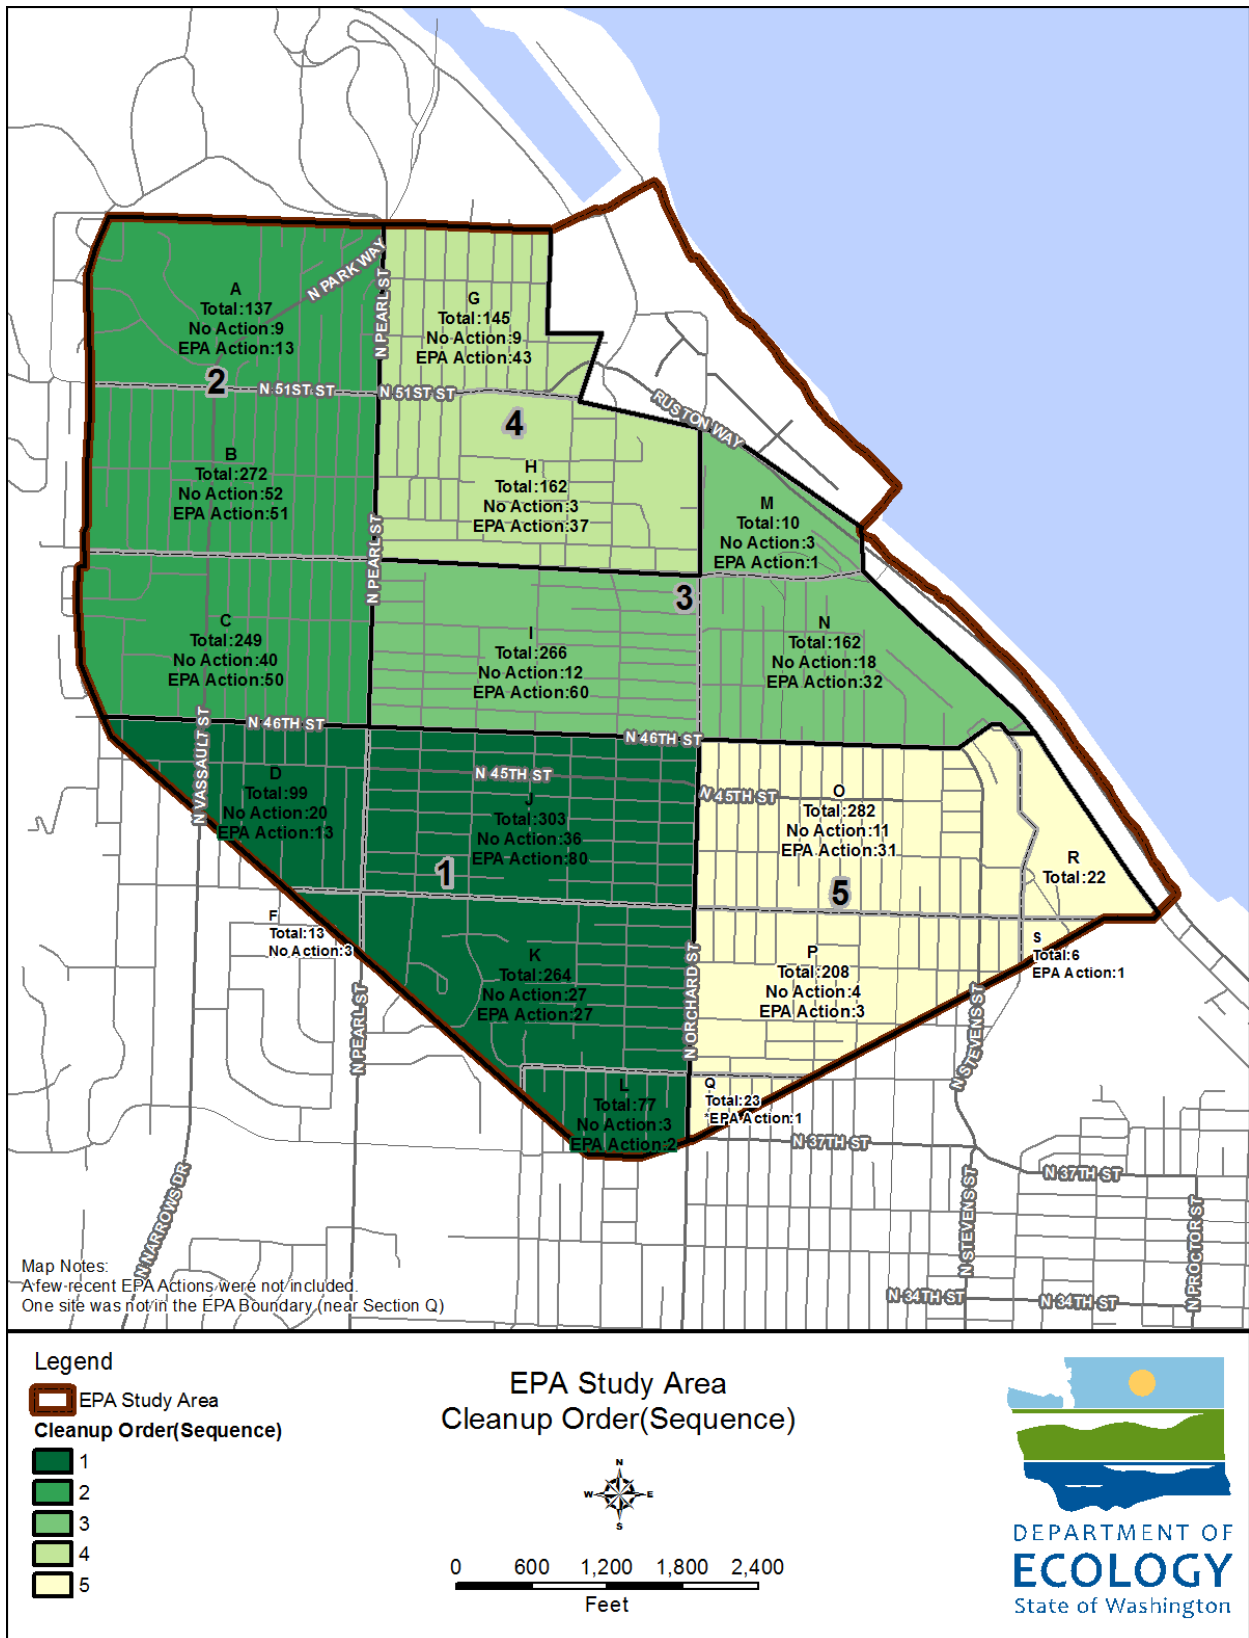 A
Total:137
No Action:9
EPA Action:13
N PARK WAY
N PEARL ST
G
Total:145
No Action:9
EPA Action:43
2
N 51ST ST
N 51ST ST
RUSTON WAY
4
B
Total:272
No Action:52
EPA Action:51
H
Total:162
No Action:3
EPA Action:37
M
Total:10
No Action:3
EPA Action:1
N PEARL ST
3
C
Total:249
No Action:40
EPA Action:50
I
Total:266
No Action:12
EPA Action:60
N
Total:162
No Action:18
EPA Action:32
N VASSAULT ST
N 46TH ST
N 46TH ST
D
Total:99
No Action:20
EPA Action:13
N 45TH ST
J
Total:303
No Action:36
EPA Action:80
N 45TH ST
O
Total:282
No Action:11
EPA Action:31
1
5
R
Total:22
F
Total:13
No Action:3
K
Total:264
No Action:27
EPA Action:27
N ORCHARD ST
P
Total:208
No Action:4
EPA Action:3
S
Total:6
EPA Action:1
N PEARL ST
N STEVENS ST
L
Total:77
No Action:3
EPA Action:2
Q
Total:23
*EPA Action:1
N 37TH ST
N 37TH ST
N NARROWS DR
N STEVENS ST
N PROCTOR ST
N 34TH ST
N 34TH ST
Map Notes:
A few recent EPA Actions were not included.
One site was not in the EPA Boundary (near Section Q)
Legend
EPA Study Area
Cleanup Order(Sequence)
1
2
3
4
5
EPA Study Area
Cleanup Order(Sequence)
N
W E
S
0 600 1,200 1,800 2,400
Feet
DEPARTMENT OF
ECOLOGY
State of Washington